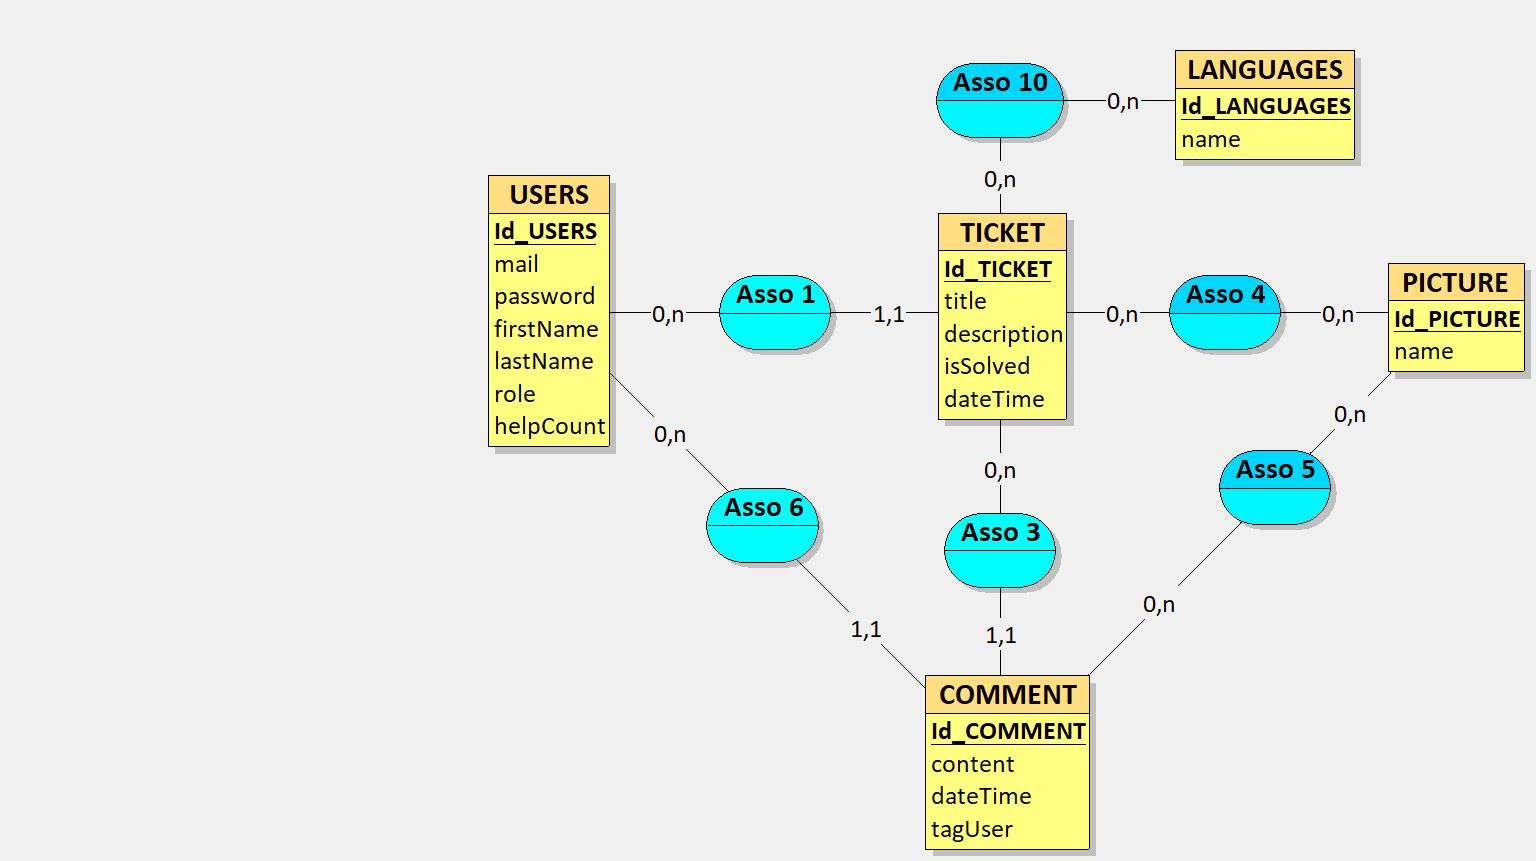 Asso 10
0,n
LANGUAGES
Id_LANGUAGES
name
0,n
USERS
Id_USERS
mail
password
firstName
lastName
role
helpCount
0,n
Asso 1
1,1
TICKET
Id_TICKET
title
description
isSolved
dateTime
0,n
Asso 4
0,n
PICTURE
Id_PICTURE
name
0,n
Asso 6
1,1
0,n
Asso 3
1,1
0,n
Asso 5
0,n
COMMENT
Id_COMMENT
content
dateTime
tagUser